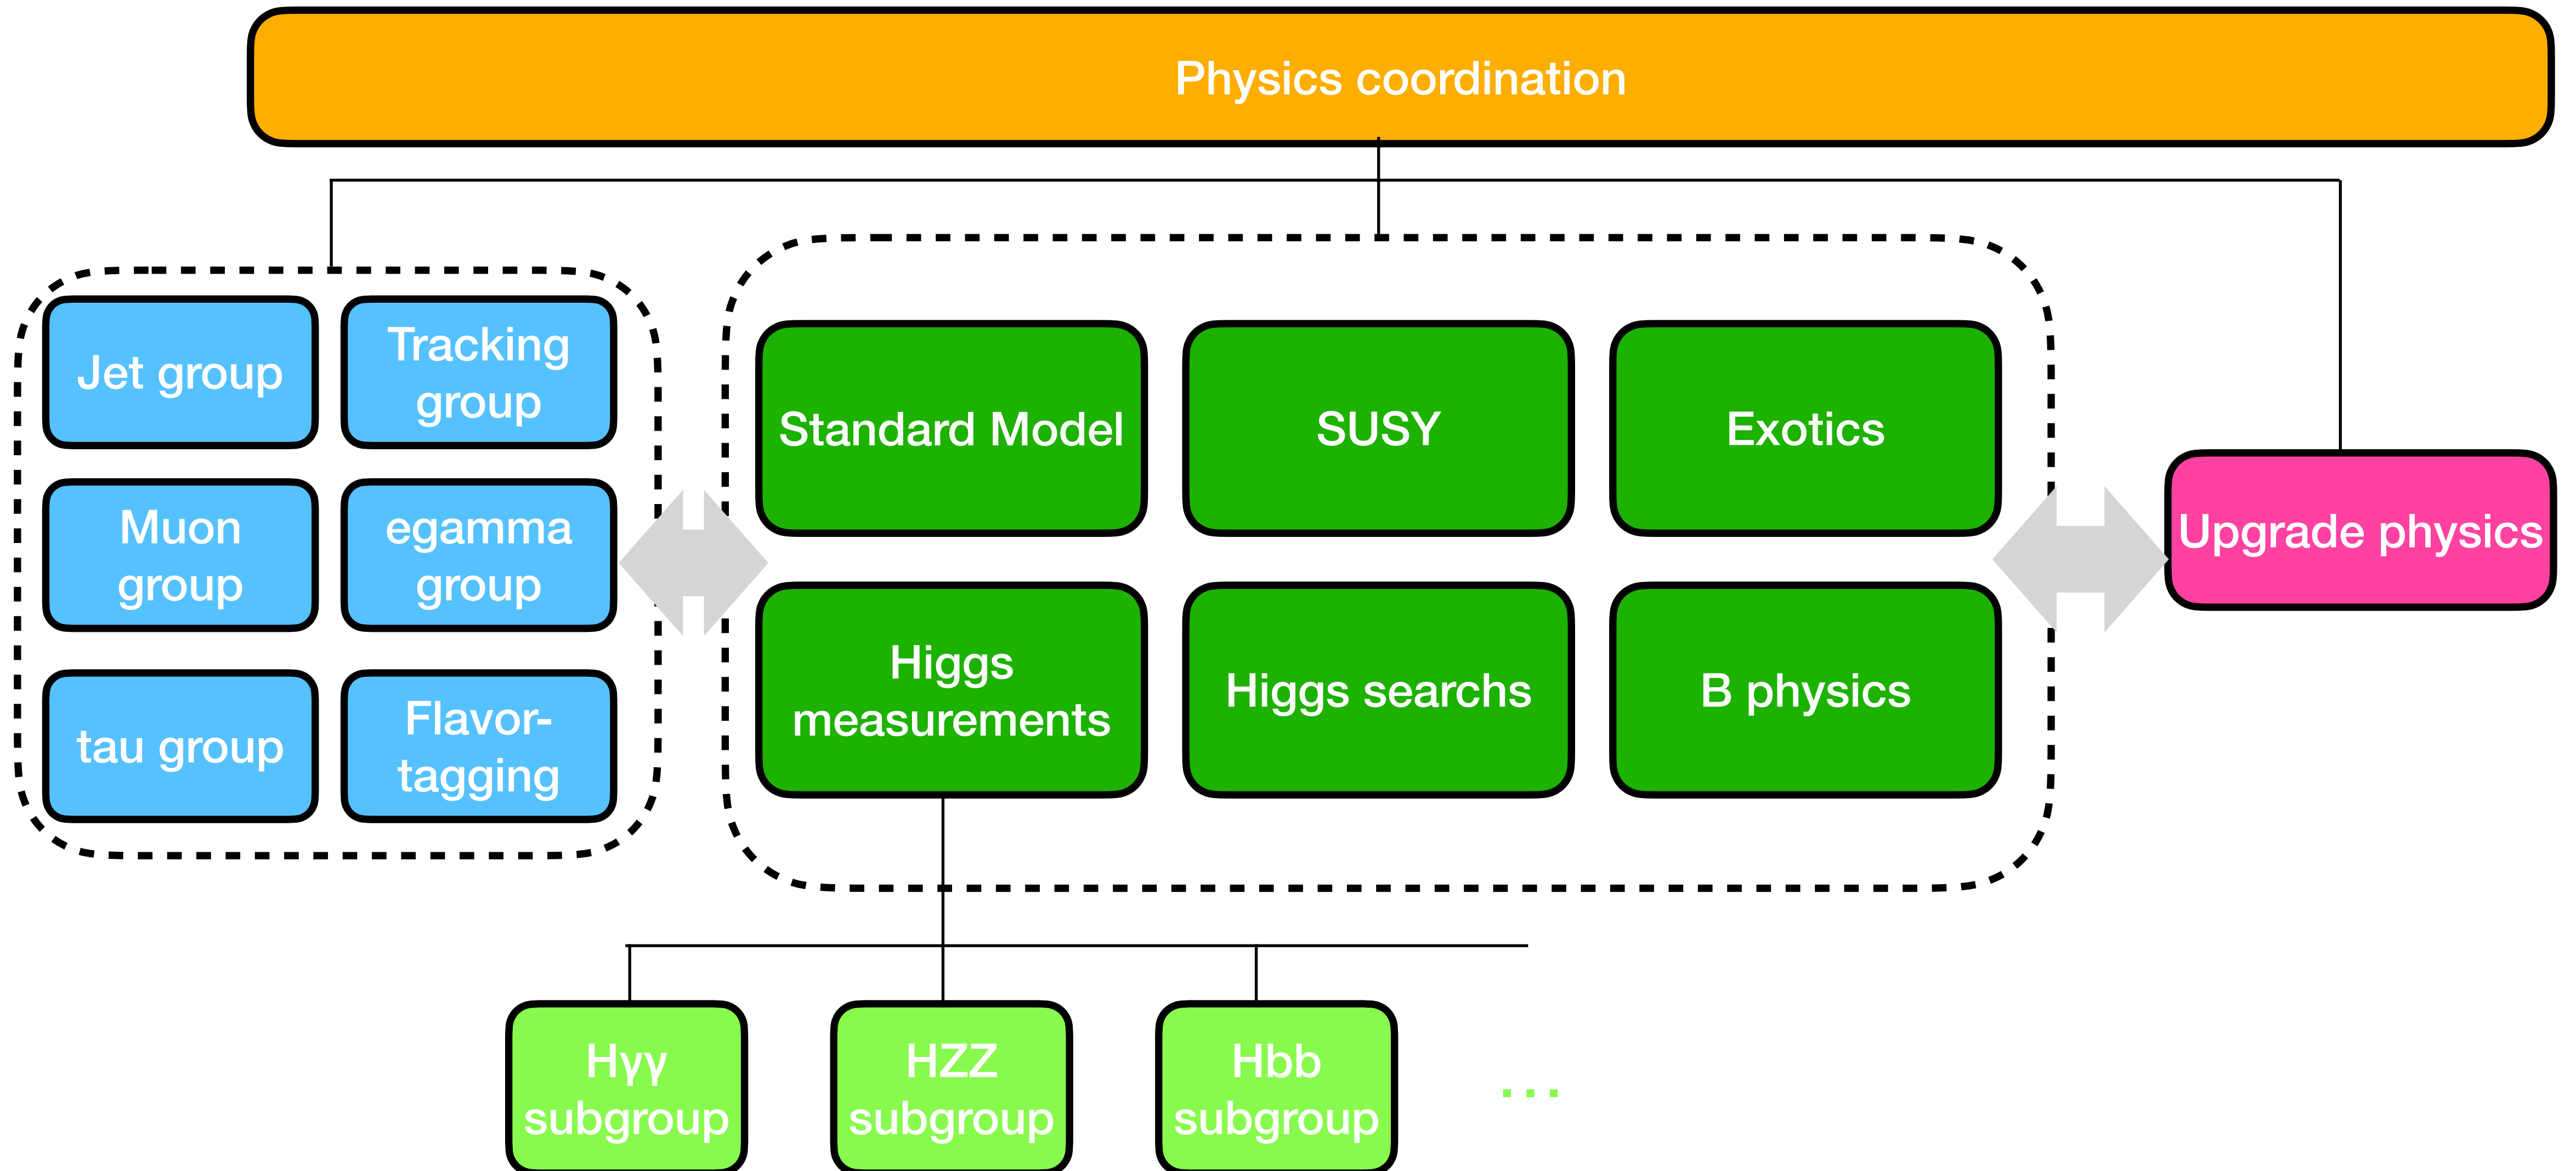 Physics coordination
Jet group
Tracking
group
Muon
group
egamma
group
tau group
Flavor-
tagging
Standard Model
SUSY
Exotics
Higgs
measurements
Higgs searchs
B physics
Upgrade physics
Hγγ
subgroup
HZZ
subgroup
Hbb
subgroup
...